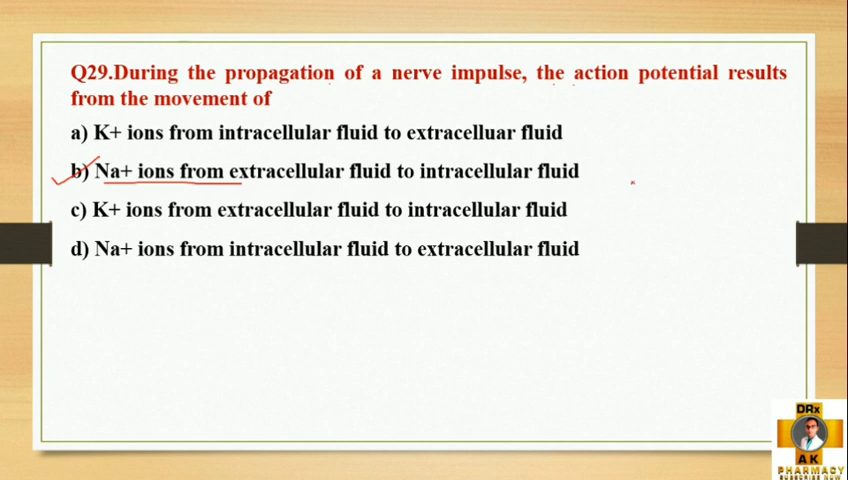 Q29.During the propagation of a nerve impulse, the action potential results
from the movement of
a) K+ ions from intracellular fluid to extracelluar fluid
b) Na+ ions from extracellular fluid to intracellular fluid
c) K+ ions from extracellular fluid to intracellular fluid
d) Na+ ions from intracellular fluid to extracellular fluid
DRx
A K
PHARMACY
SUBSCRIBE NOW